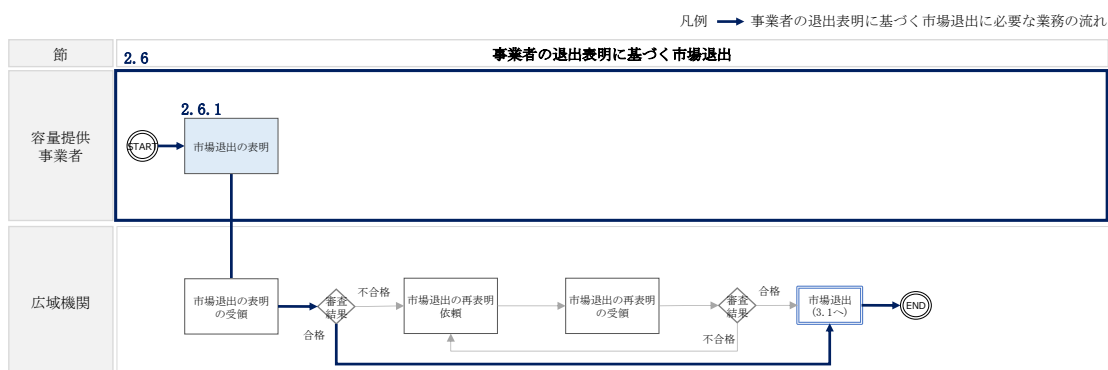 凡例 事業者の退出表明に基づく市場退出に必要な業務の流れ
節
2.6
事業者の退出表明に基づく市場退出
容量提供
事業者
START
2.6.1
市場退出の表明
広域機関
市場退出の表明
の受領
審査
結果
不合格
合格
市場退出の再表明
依頼
市場退出の再表明
の受領
審査
結果
合格
不合格
市場退出
(3.1へ)
END